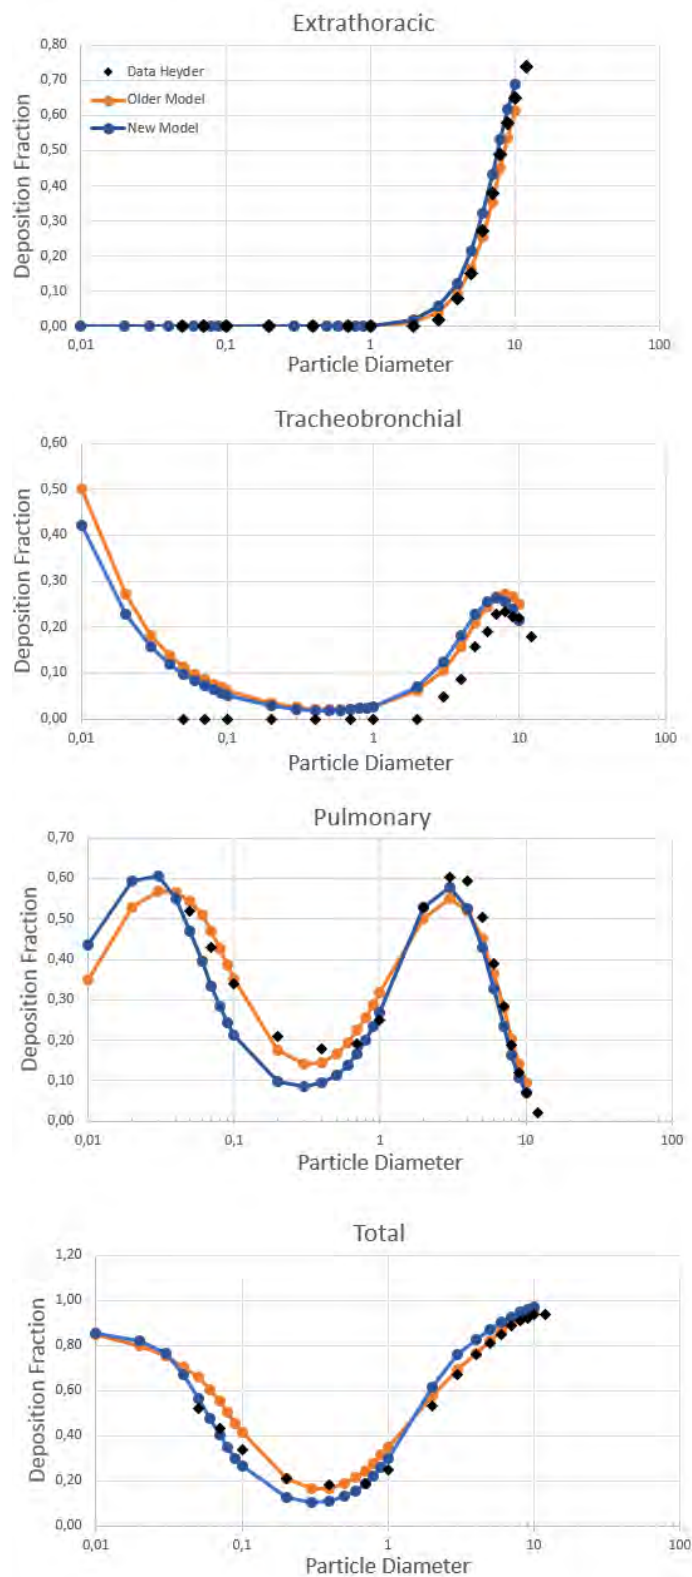 Extrathoracic
0,80
0,70
0,60
0,50
0,40
0,30
0,20
0,10
0,00
Deposition Fraction
Data Heyder
Older Model
New Model
0,01 0,1 1 10 100
Particle Diameter
Tracheobronchial
0,60
0,50
0,40
0,30
0,20
0,10
0,00
Deposition Fraction
0,01 0,1 1 10 100
Particle Diameter
Pulmonary
0,70
0,60
0,50
0,40
0,30
0,20
0,10
0,00
Deposition Fraction
0,01 0,1 1 10 100
Particle Diameter
Total
1,20
1,00
0,80
0,60
0,40
0,20
0,00
Deposition Fraction
0,01 0,1 1 10 100
Particle Diameter